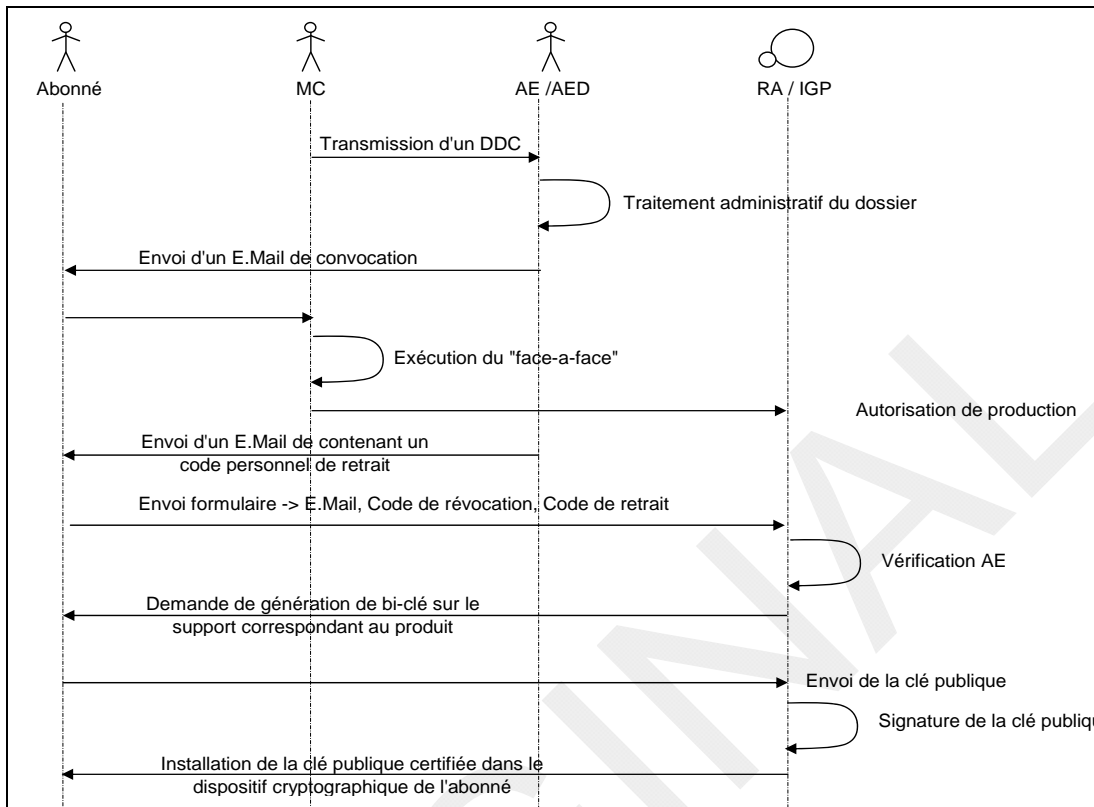 Abonné
MC
AE /AED
RA / IGP
Transmission d'un DDC
Traitement administratif du dossier
Envoi d'un E.Mail de convocation
Exécution du "face-a-face"
Autorisation de production
Envoi d'un E.Mail de contenant un
code personnel de retrait
Envoi formulaire -> E.Mail, Code de révocation, Code de retrait
Vérification AE
Demande de génération de bi-clé sur le
support correspondant au produit
Envoi de la clé publique
Signature de la clé publiqu
Installation de la clé publique certifiée dans le
dispositif cryptographique de l'abonné
GINAL